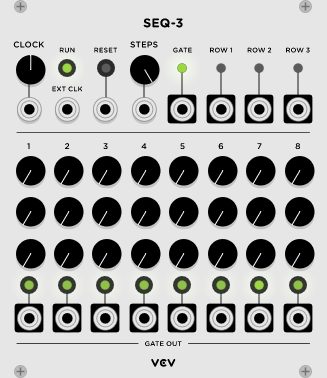 SEQ-3
CLOCK RUN RESET STEPS GATE ROW 1 ROW 2 ROW 3
EXT CLK
1 2 3 4 5 6 7 8
GATE OUT
VCV